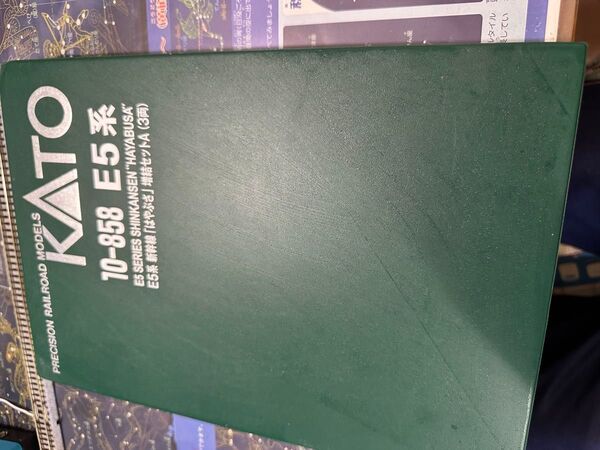 PRECISION RAILROAD MODELS
KATO
10-858 E5系
E5 SERIES SHINKANSEN "HAYABUSA"
E5系 新幹線「はやぶさ」増結セットA（3両）